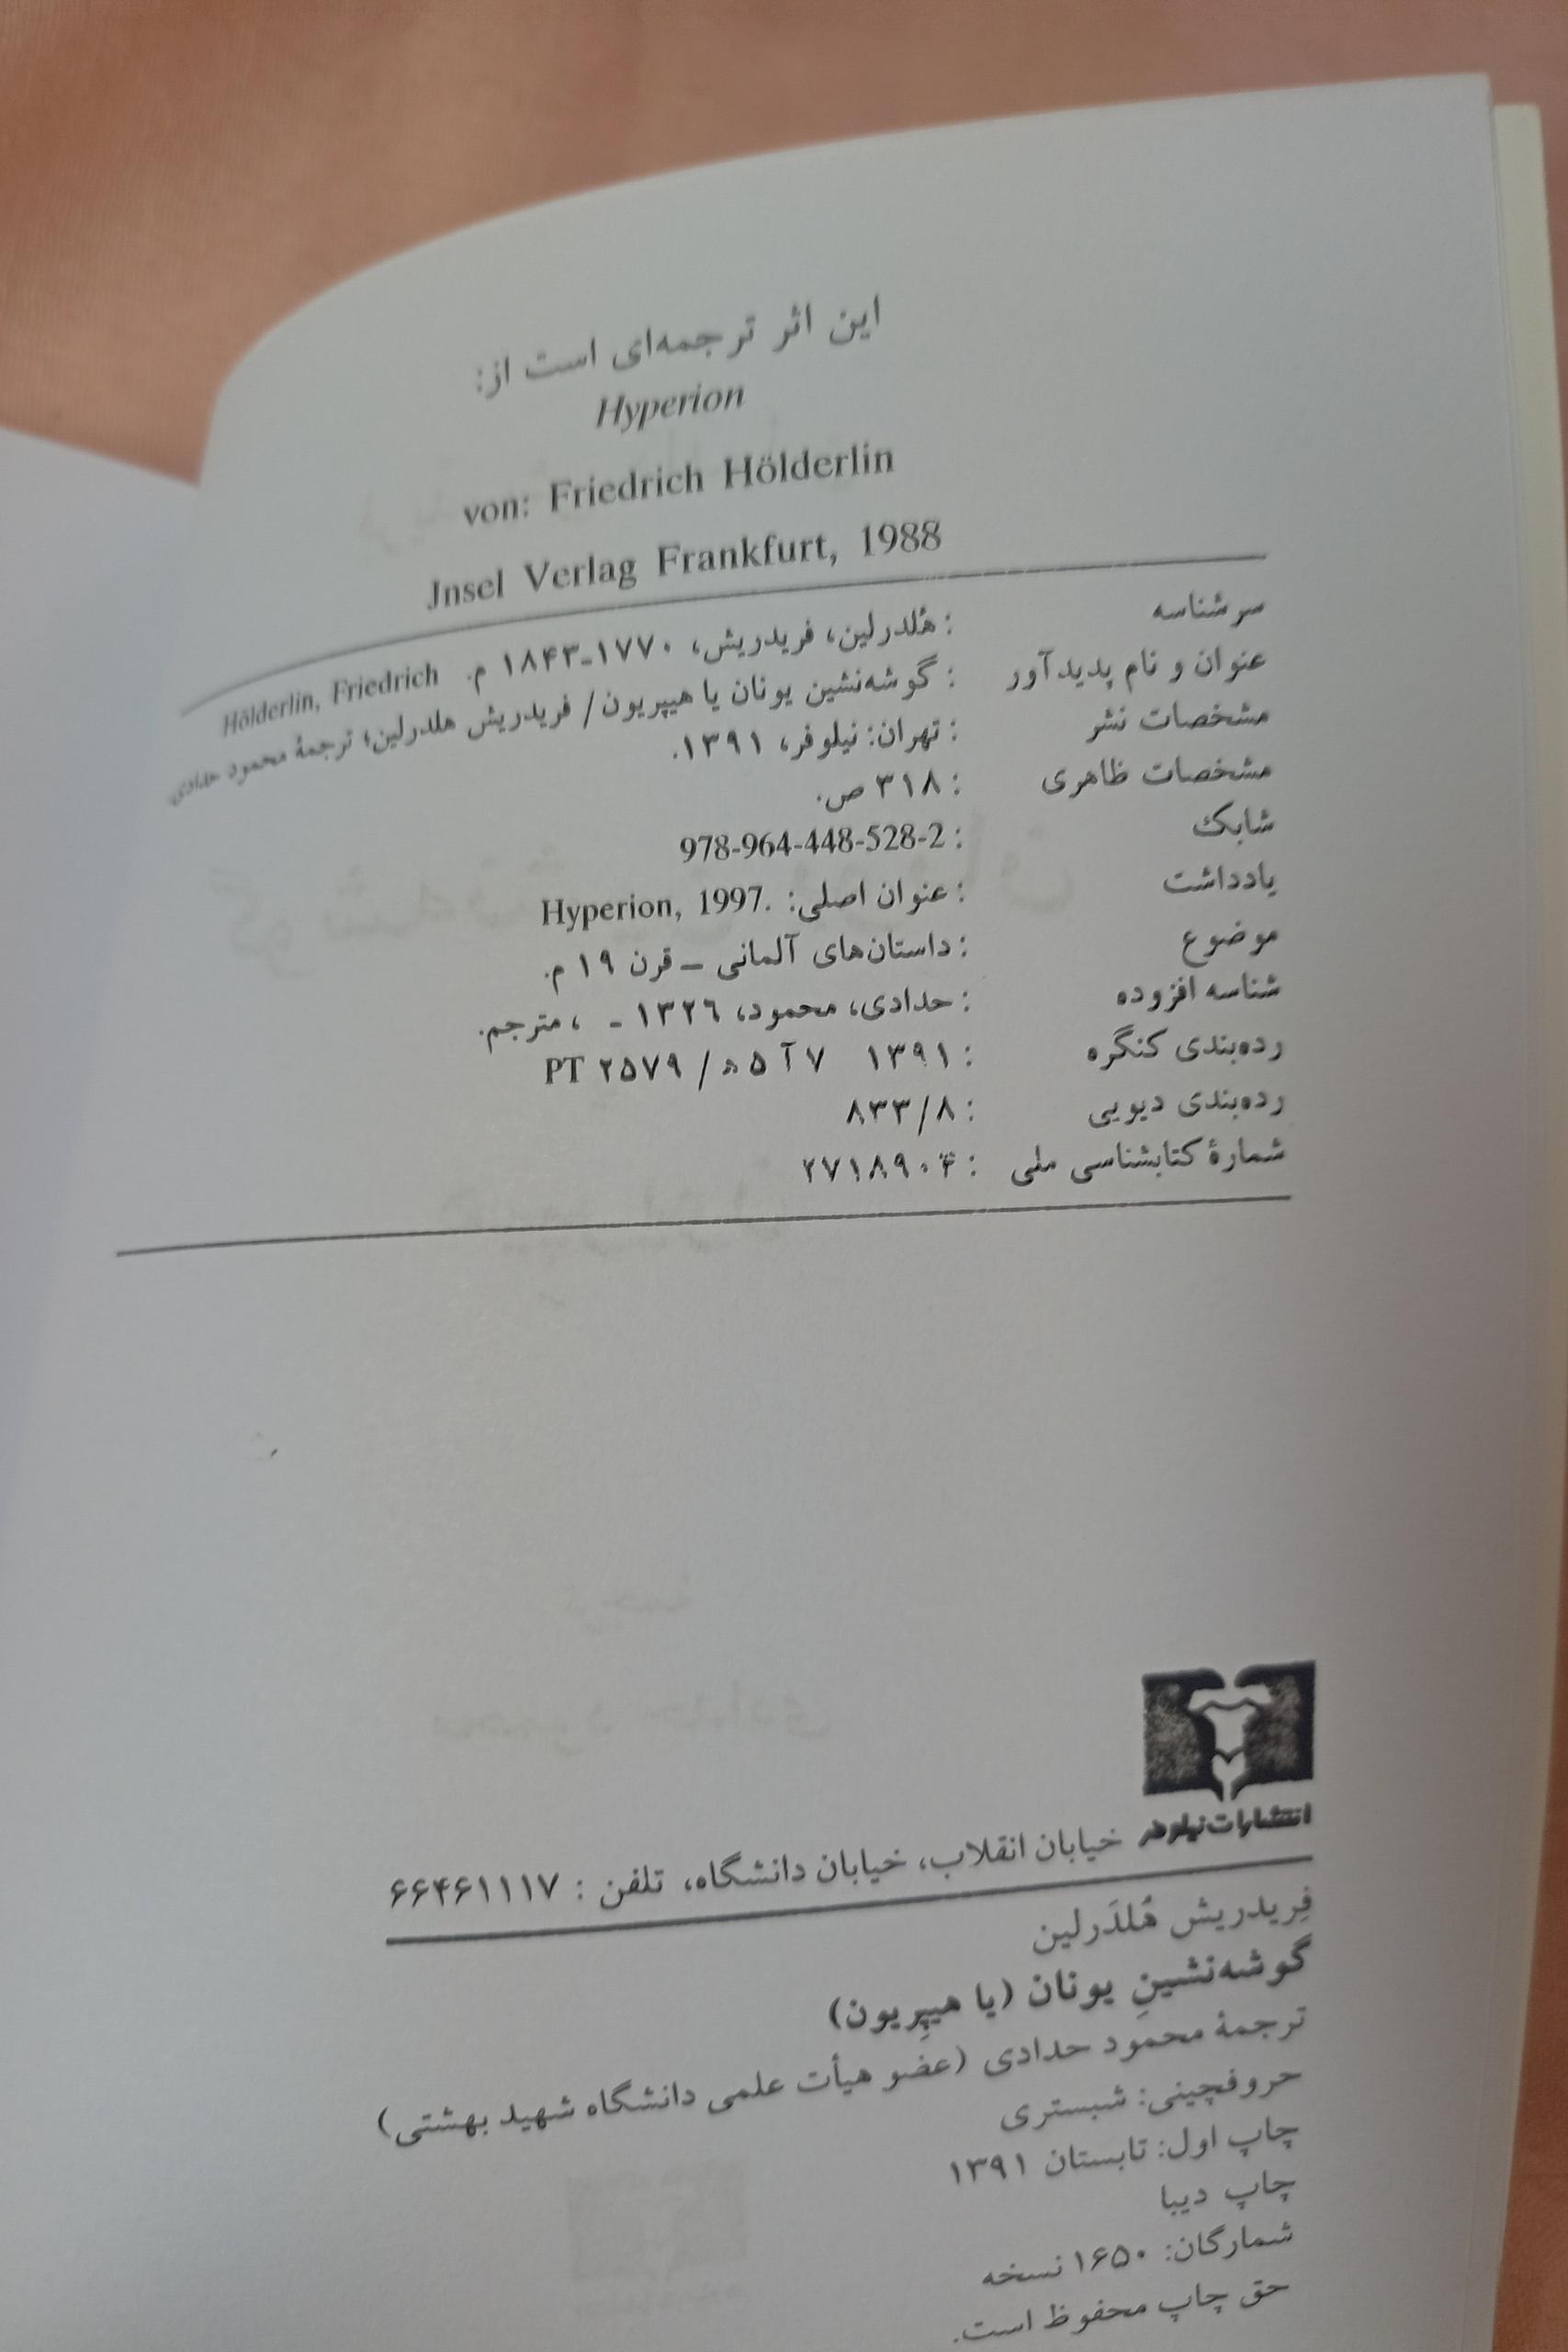 این اثر ترجمه‌ای است از:
Hyperion
von: Friedrich Hölderlin
Jnsel Verlag Frankfurt, 1988
سرشناسه : هُلدرلین، فریدریش، ۱۷۷۰-۱۸۴۳ م. Hölderlin, Friedrich
عنوان و نام پدیدآور : گوشه‌نشین یونان یا هیپریون/ فریدریش هلدرلین؛ ترجمهٔ محمود حدادی
مشخصات نشر : تهران: نیلوفر، ۱۳۹۱.
مشخصات ظاهری : ۳۱۸ ص.
شابک : 978-964-448-528-2
یادداشت : عنوان اصلی: Hyperion, 1997.
موضوع : داستان‌های آلمانی – قرن ۱۹ م.
شناسه افزوده : حدادی، محمود، ۱۳۲۶ - ، مترجم.
رده‌بندی کنگره : ۱۳۹۱ ۷ آ ۵ ھ/ PT ۲۵۷۹
رده‌بندی دیویی : ۸۳۳/۸
شمارهٔ کتابشناسی ملی : ۲۷۱۸۹۰۴
انتشارات نیلوفر خیابان انقلاب، خیابان دانشگاه، تلفن : ۶۶۴۶۱۱۱۷
فِریدریش هُلدَرلین
گوشه‌نشینِ یونان (یا هیپِریون)
ترجمهٔ محمود حدادی (عضو هیأت علمی دانشگاه شهید بهشتی)
حروفچینی: شبستری
چاپ اول: تابستان ۱۳۹۱
چاپ دیبا
شمارگان: ۱۶۵۰ نسخه
حق چاپ محفوظ است.